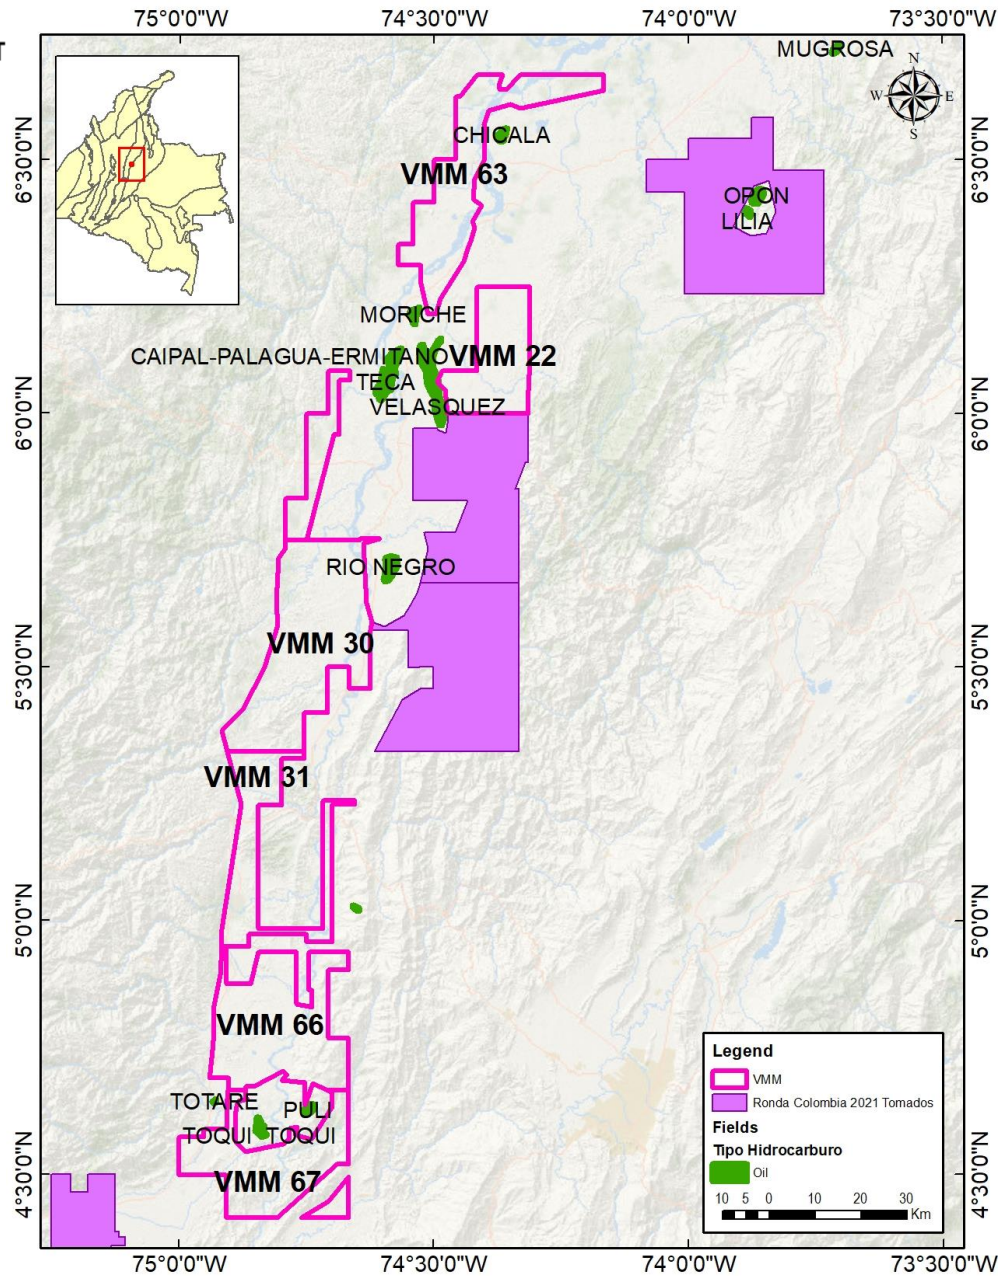 75°0'0"W 74°30'0"W 74°0'0"W 73°30'0"W
T
MUGROSA
N
W E
S
6°30'0"N
6°30'0"N
CHICALA
VMM 63
OPON
LILIA
MORICHE
CAIPAL-PALAGUA-ERMITANO
VMM 22
TECA
VELASQUEZ
6°0'0"N
6°0'0"N
RIO NEGRO
VMM 30
5°30'0"N
5°30'0"N
VMM 31
5°0'0"N
5°0'0"N
VMM 66
TOTARE
PULI
TOQUI TOQUI
VMM 67
4°30'0"N
4°30'0"N
Legend
VMM
Ronda Colombia 2021 Tomados
Fields
Tipo Hidrocarburo
Oil
10 5 0 10 20 30
Km
75°0'0"W 74°30'0"W 74°0'0"W 73°30'0"W